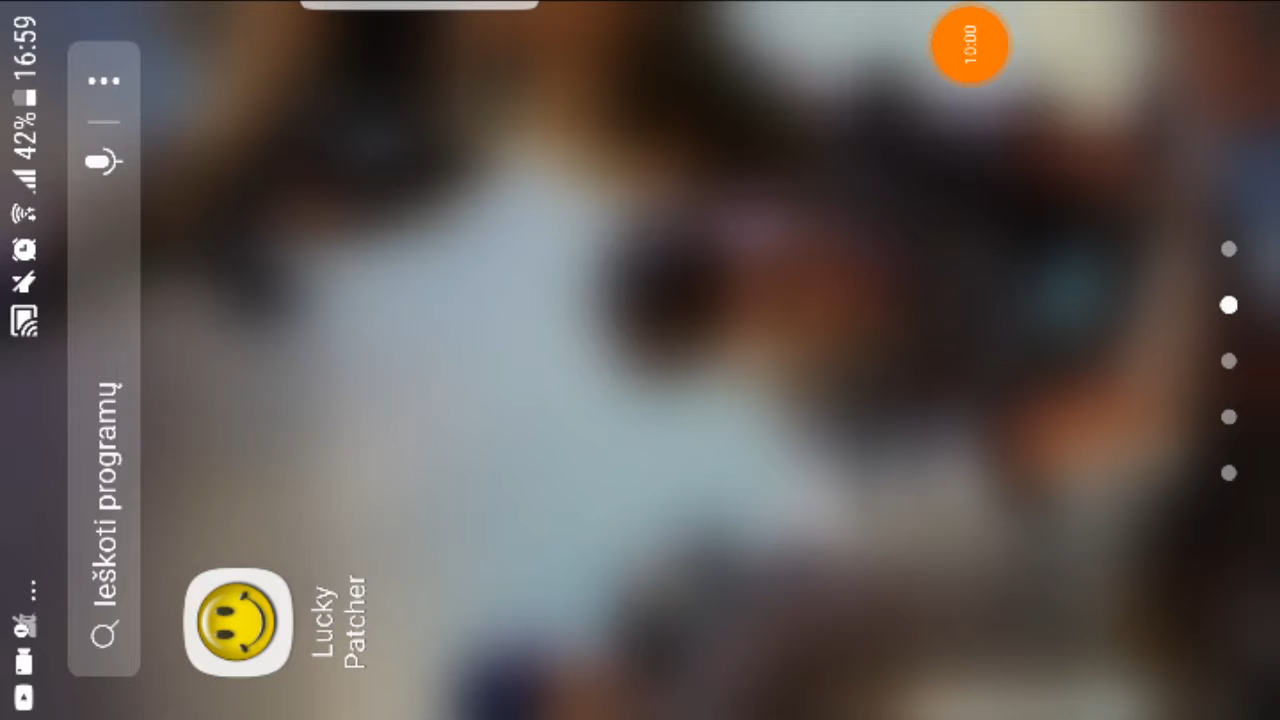 ... 42% 16:59
Ieškoti programų
Lucky
Patcher
10:00